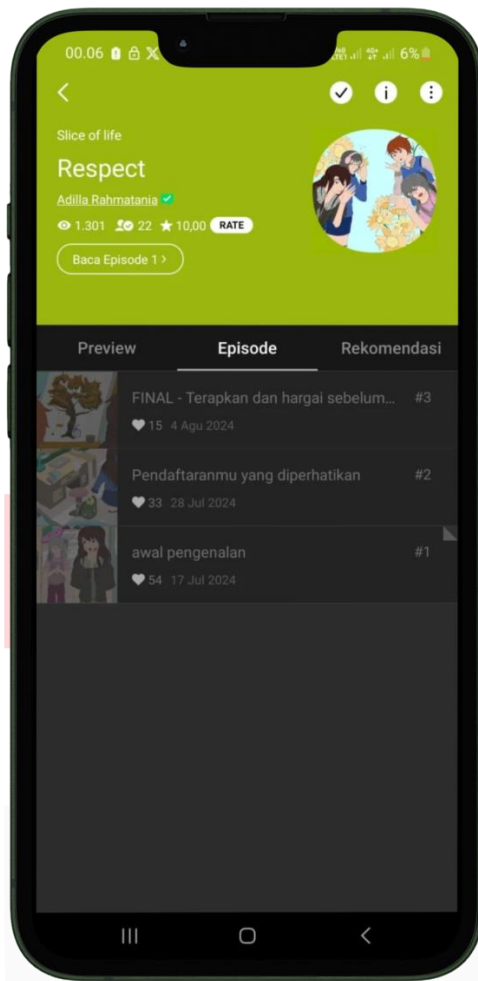 00.06 6%
Slice of life
Respect
Adilla Rahmatania
1.301 22 10,00 RATE
Baca Episode 1 >
Preview Episode Rekomendasi
FINAL - Terapkan dan hargai sebelum... #3
15 4 Agu 2024
Pendaftaranmu yang diperhatikan #2
33 28 Jul 2024
awal pengenalan #1
54 17 Jul 2024